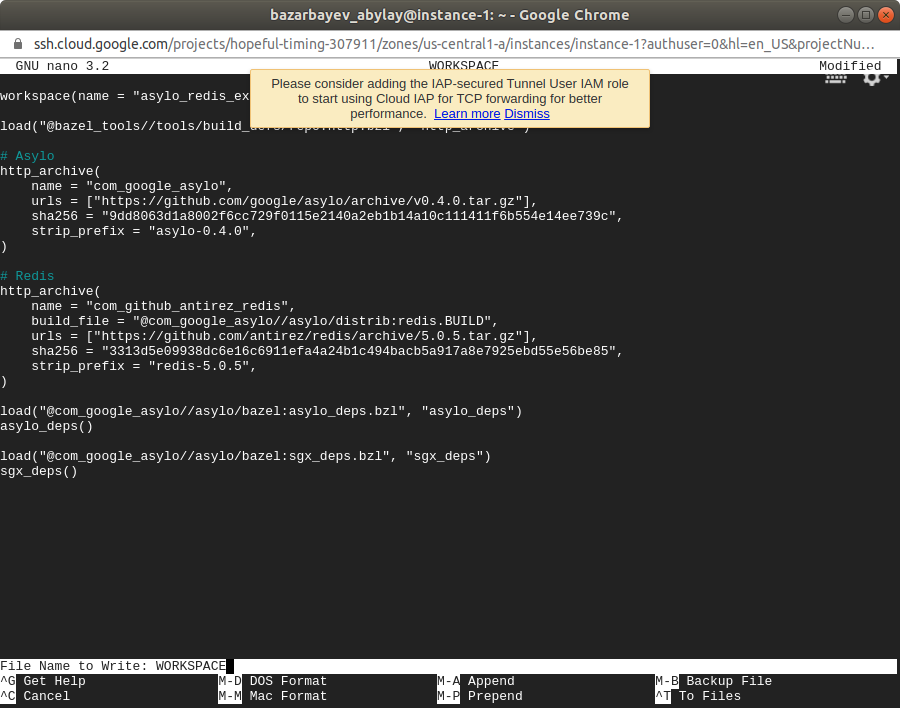 bazarbayev_abylay@instance-1: ~ - Google Chrome
ssh.cloud.google.com/projects/hopeful-timing-307911/zones/us-central1-a/instances/instance-1?authuser=0&hl=en_US&projectNu...
GNU nano 3.2 WORKSPACE Modified
Please consider adding the IAP-secured Tunnel User IAM role
to start using Cloud IAP for TCP forwarding for better
performance. Learn more Dismiss
workspace(name = "asylo_redis_ex
load("@bazel_tools//tools/build_defs/repo:http.bzl", "http_archive")
# Asylo
http_archive(
name = "com_google_asylo",
urls = ["https://github.com/google/asylo/archive/v0.4.0.tar.gz"],
sha256 = "9dd8063d1a8002f6cc729f0115e2140a2eb1b14a10c111411f6b554e14ee739c",
strip_prefix = "asylo-0.4.0",
)
# Redis
http_archive(
name = "com_github_antirez_redis",
build_file = "@com_google_asylo//asylo/distrib:redis.BUILD",
urls = ["https://github.com/antirez/redis/archive/5.0.5.tar.gz"],
sha256 = "3313d5e09938dc6e16c6911efa4a24b1c494bacb5a917a8e7925ebd55e56be85",
strip_prefix = "redis-5.0.5",
)
load("@com_google_asylo//asylo/bazel:asylo_deps.bzl", "asylo_deps")
asylo_deps()
load("@com_google_asylo//asylo/bazel:sgx_deps.bzl", "sgx_deps")
sgx_deps()
File Name to Write: WORKSPACE
^G Get Help M-D DOS Format M-A Append M-B Backup File
^C Cancel M-M Mac Format M-P Prepend ^T To Files